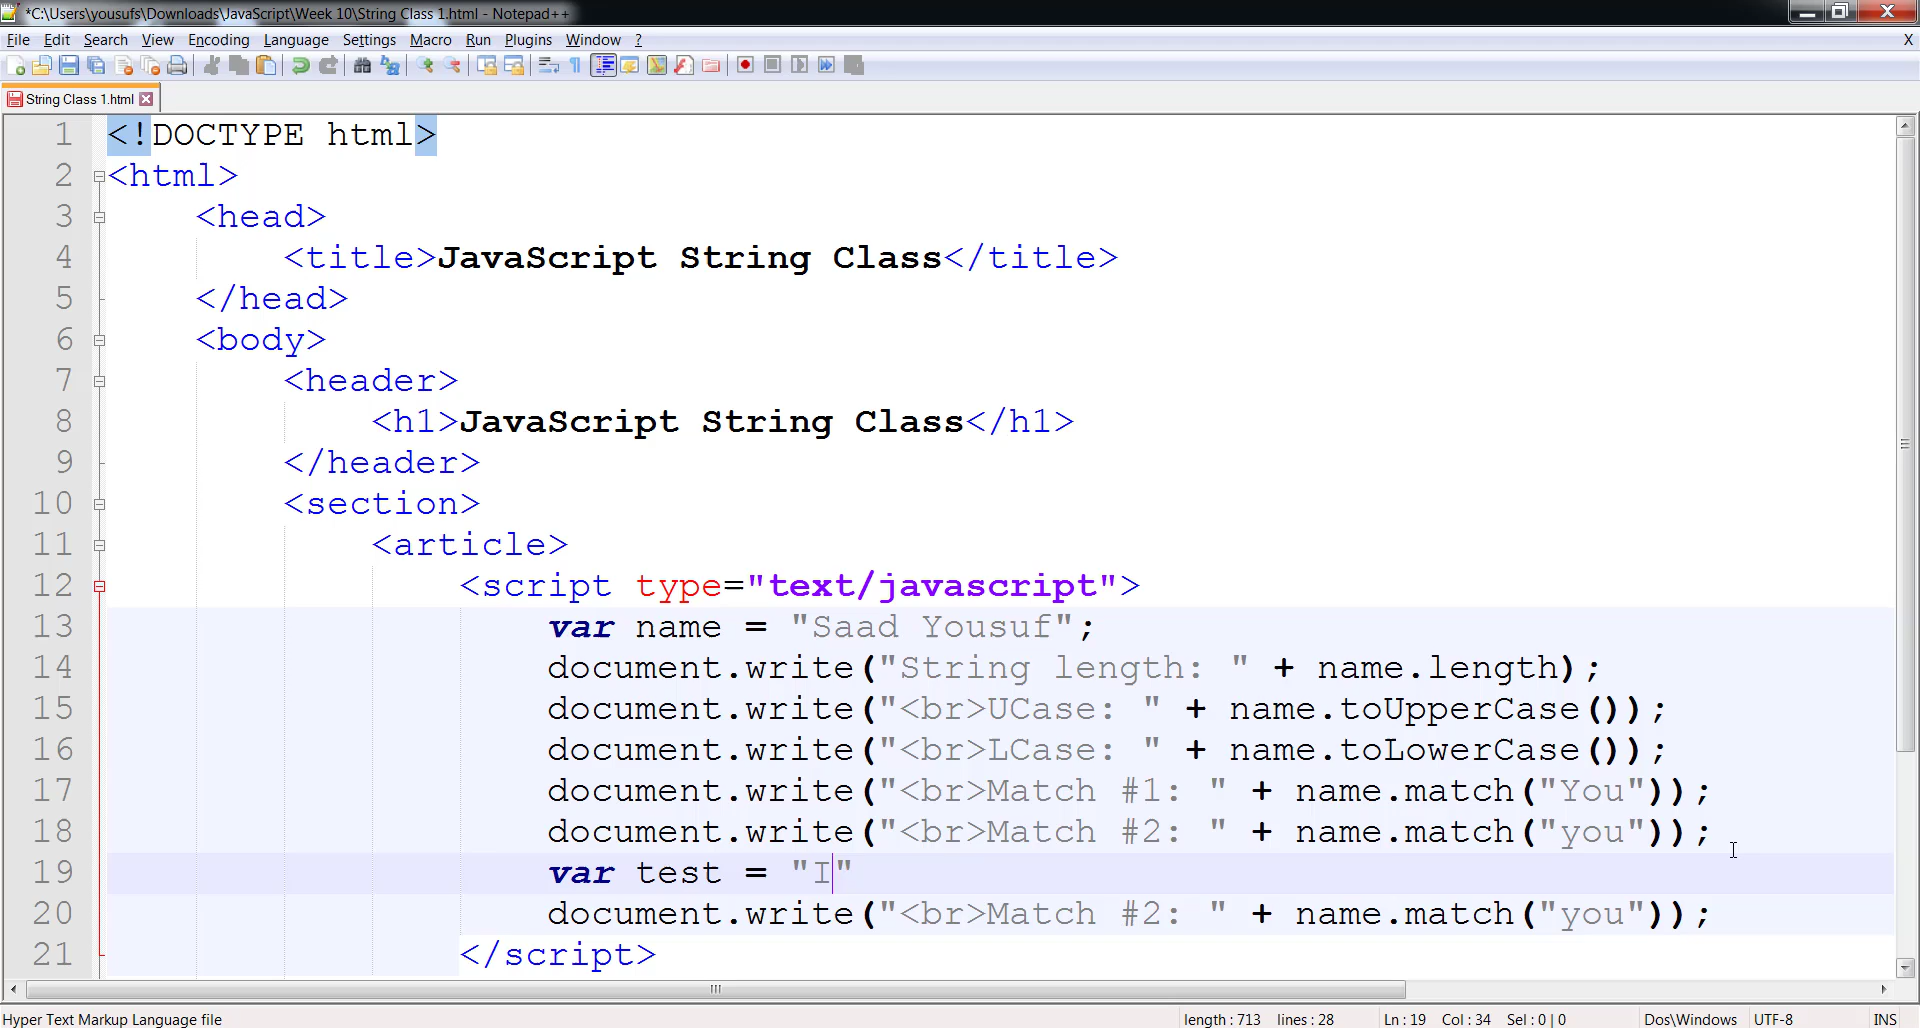 *C:\Users\yousufs\Downloads\JavaScript\Week 10\String Class 1.html - Notepad++
File Edit Search View Encoding Language Settings Macro Run Plugins Window ? X
String Class 1.html
1 <!DOCTYPE html>
2 <html>
3 <head>
4 <title>JavaScript String Class</title>
5 </head>
6 <body>
7 <header>
8 <h1>JavaScript String Class</h1>
9 </header>
10 <section>
11 <article>
12 <script type="text/javascript">
13 var name = "Saad Yousuf";
14 document.write("String length: " + name.length);
15 document.write("<br>UCase: " + name.toUpperCase());
16 document.write("<br>LCase: " + name.toLowerCase());
17 document.write("<br>Match #1: " + name.match("You"));
18 document.write("<br>Match #2: " + name.match("you"));
19 var test = "I"
20 document.write("<br>Match #2: " + name.match("you"));
21 </script>
Hyper Text Markup Language file length : 713 lines : 28 Ln : 19 Col : 34 Sel : 0 | 0 Dos\Windows UTF-8 INS